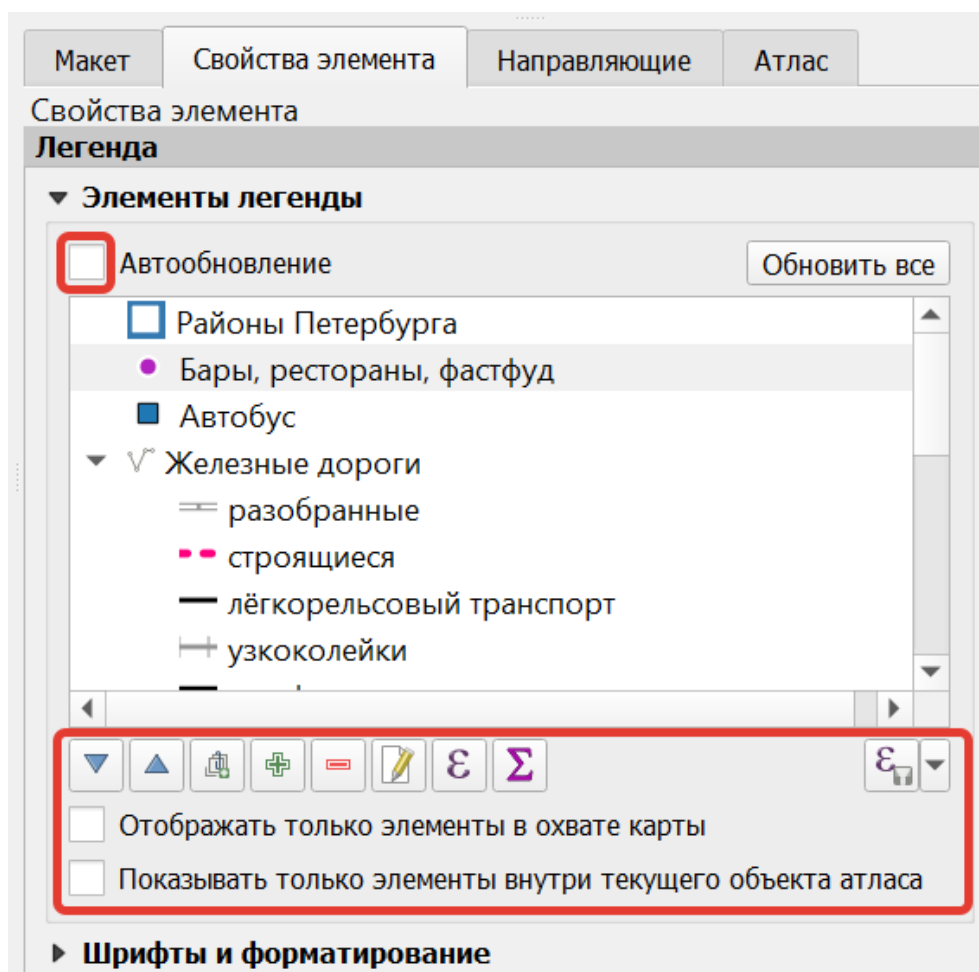 Макет Свойства элемента Направляющие Атлас
Свойства элемента
Легенда
Элементы легенды
Автообновление Обновить все
Районы Петербурга
Бары, рестораны, фастфуд
Автобус
Железные дороги
разобранные
строящиеся
лёгкорельсовый транспорт
узкоколейки
ε Σ ε
Отображать только элементы в охвате карты
Показывать только элементы внутри текущего объекта атласа
Шрифты и форматирование